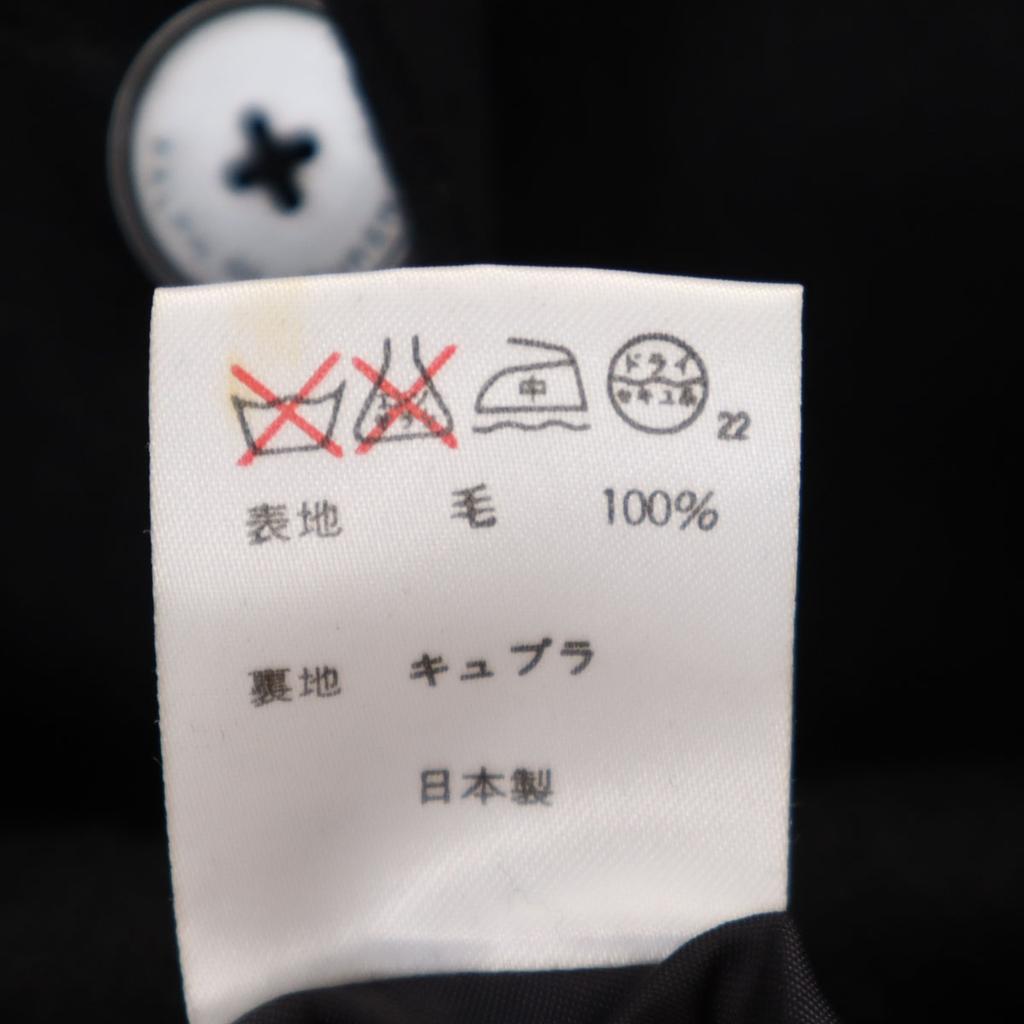 中 ドライ
セキユ系
22
表地 毛 100%
裏地 キュプラ
日本製